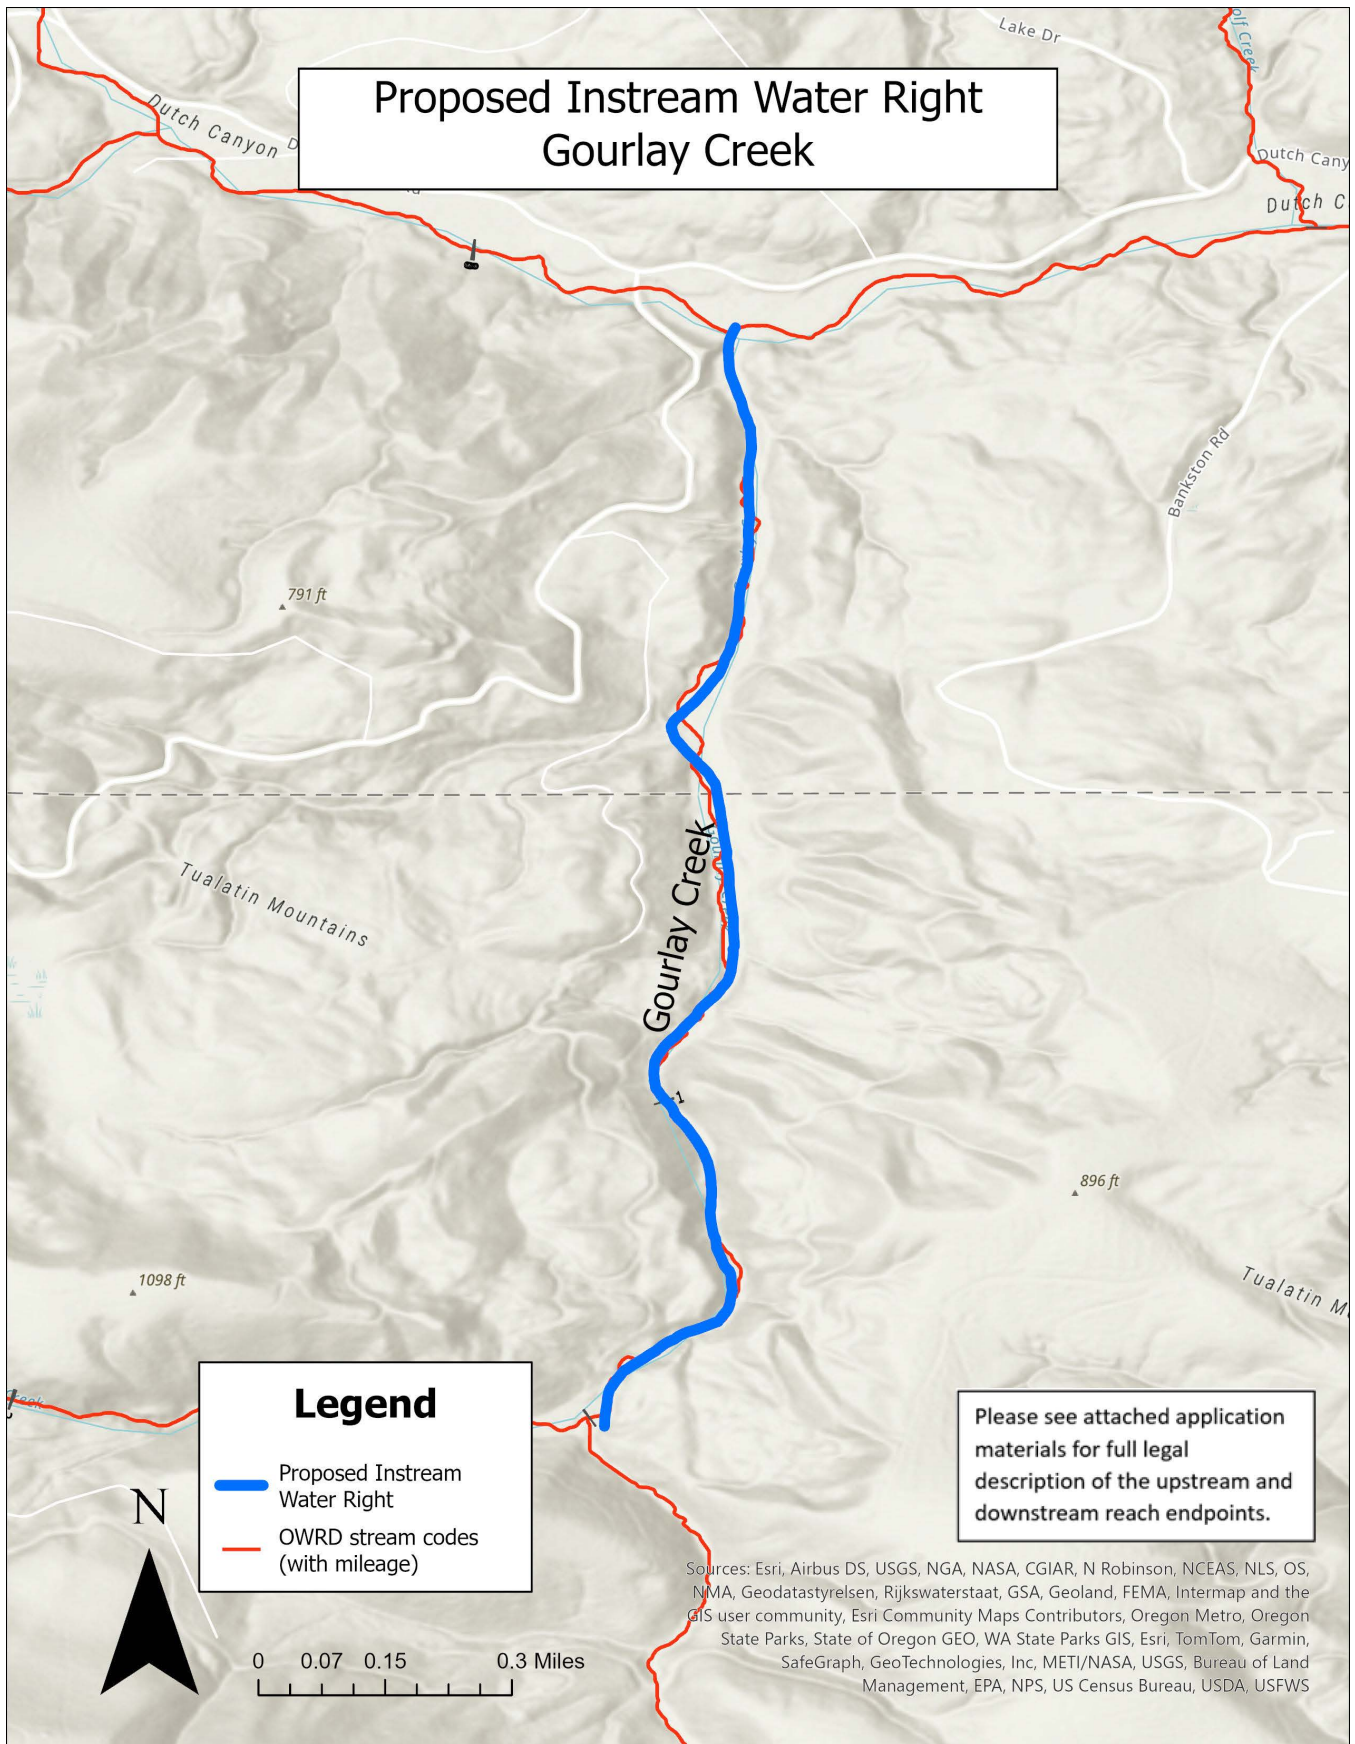 Lake Dr
Proposed Instream Water Right
Gourlay Creek
Dutch Canyon
Dutch Cany
Dutch C
Bankston Rd
791 ft
Tualatin Mountains
Gourlay Creek
1
896 ft
1098 ft
Tualatin M
Creek
Legend
Proposed Instream
Water Right
OWRD stream codes
(with mileage)
N
0 0.07 0.15 0.3 Miles
Please see attached application
materials for full legal
description of the upstream and
downstream reach endpoints.
Sources: Esri, Airbus DS, USGS, NGA, NASA, CGIAR, N Robinson, NCEAS, NLS, OS,
NMA, Geodatastyrelsen, Rijkswaterstaat, GSA, Geoland, FEMA, Intermap and the
GIS user community, Esri Community Maps Contributors, Oregon Metro, Oregon
State Parks, State of Oregon GEO, WA State Parks GIS, Esri, TomTom, Garmin,
SafeGraph, GeoTechnologies, Inc, METI/NASA, USGS, Bureau of Land
Management, EPA, NPS, US Census Bureau, USDA, USFWS